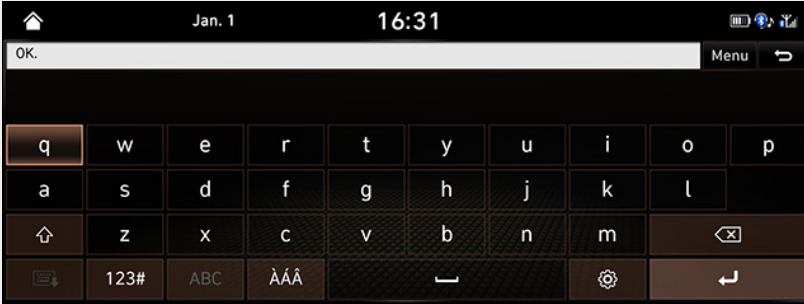 Jan. 1 16:31
OK. Menu
q w e r t y u i o p
a s d f g h j k l
z x c v b n m
123# ABC ÀÁÂ